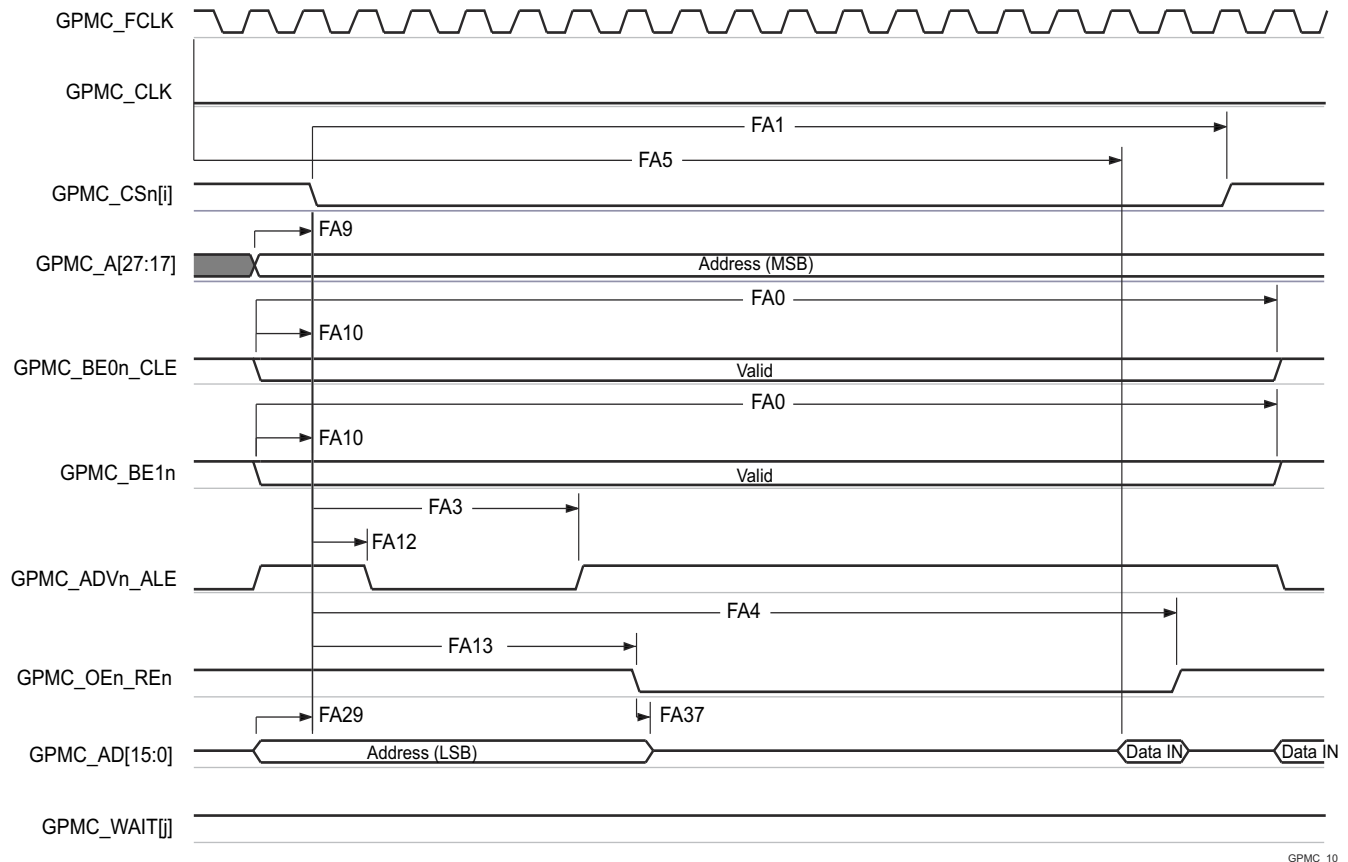 GPMC_FCLK
GPMC_CLK
FA1
FA5
GPMC_CSn[i]
FA9
GPMC_A[27:17]
Address (MSB)
FA0
FA10
GPMC_BE0n_CLE
Valid
FA0
FA10
GPMC_BE1n
Valid
FA3
FA12
GPMC_ADVn_ALE
FA4
FA13
GPMC_OEn_REn
FA29
FA37
GPMC_AD[15:0]
Address (LSB)
Data IN
Data IN
GPMC_WAIT[j]
GPMC_10